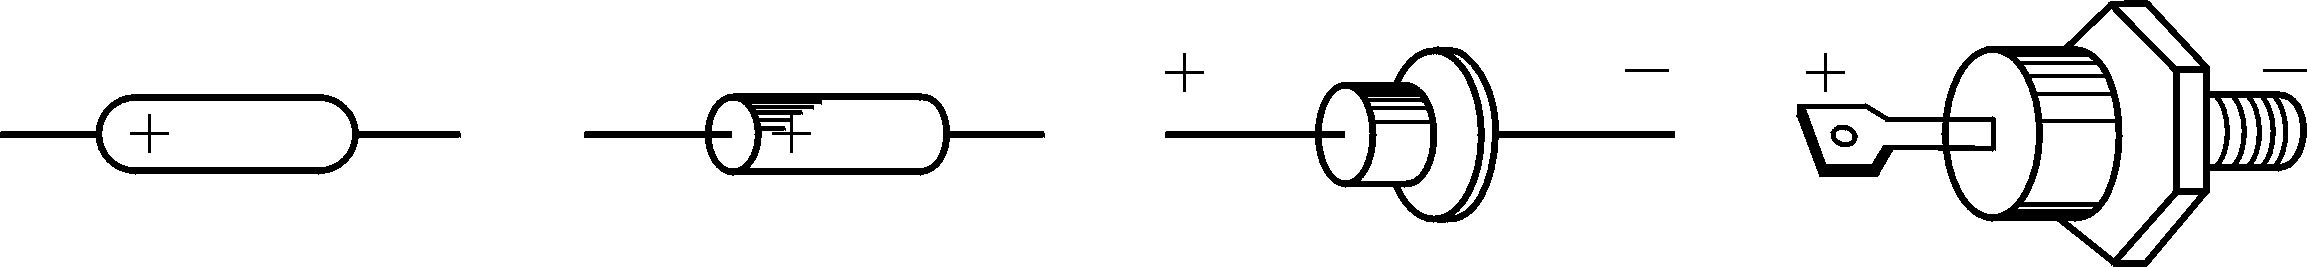 + + + − + −